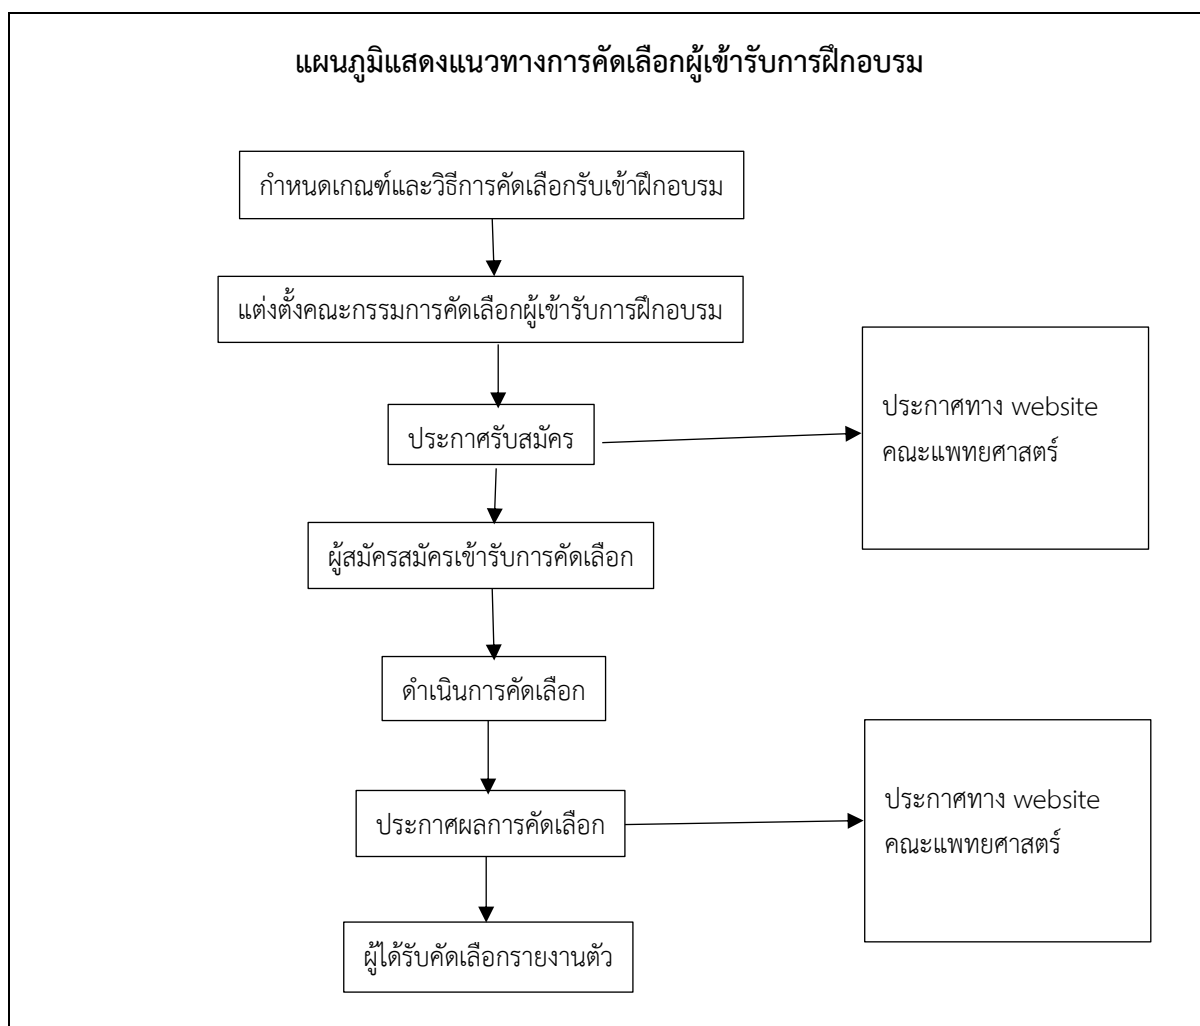 แผนภูมิแสดงแนวทางการคัดเลือกผู้เข้ารับการฝึกอบรม
กำหนดเกณฑ์และวิธีการคัดเลือกรับเข้าฝึกอบรม
แต่งตั้งคณะกรรมการคัดเลือกผู้เข้ารับการฝึกอบรม
ประกาศรับสมัคร
ประกาศทาง website
คณะแพทยศาสตร์
ผู้สมัครสมัครเข้ารับการคัดเลือก
ดำเนินการคัดเลือก
ประกาศผลการคัดเลือก
ประกาศทาง website
คณะแพทยศาสตร์
ผู้ได้รับคัดเลือกรายงานตัว